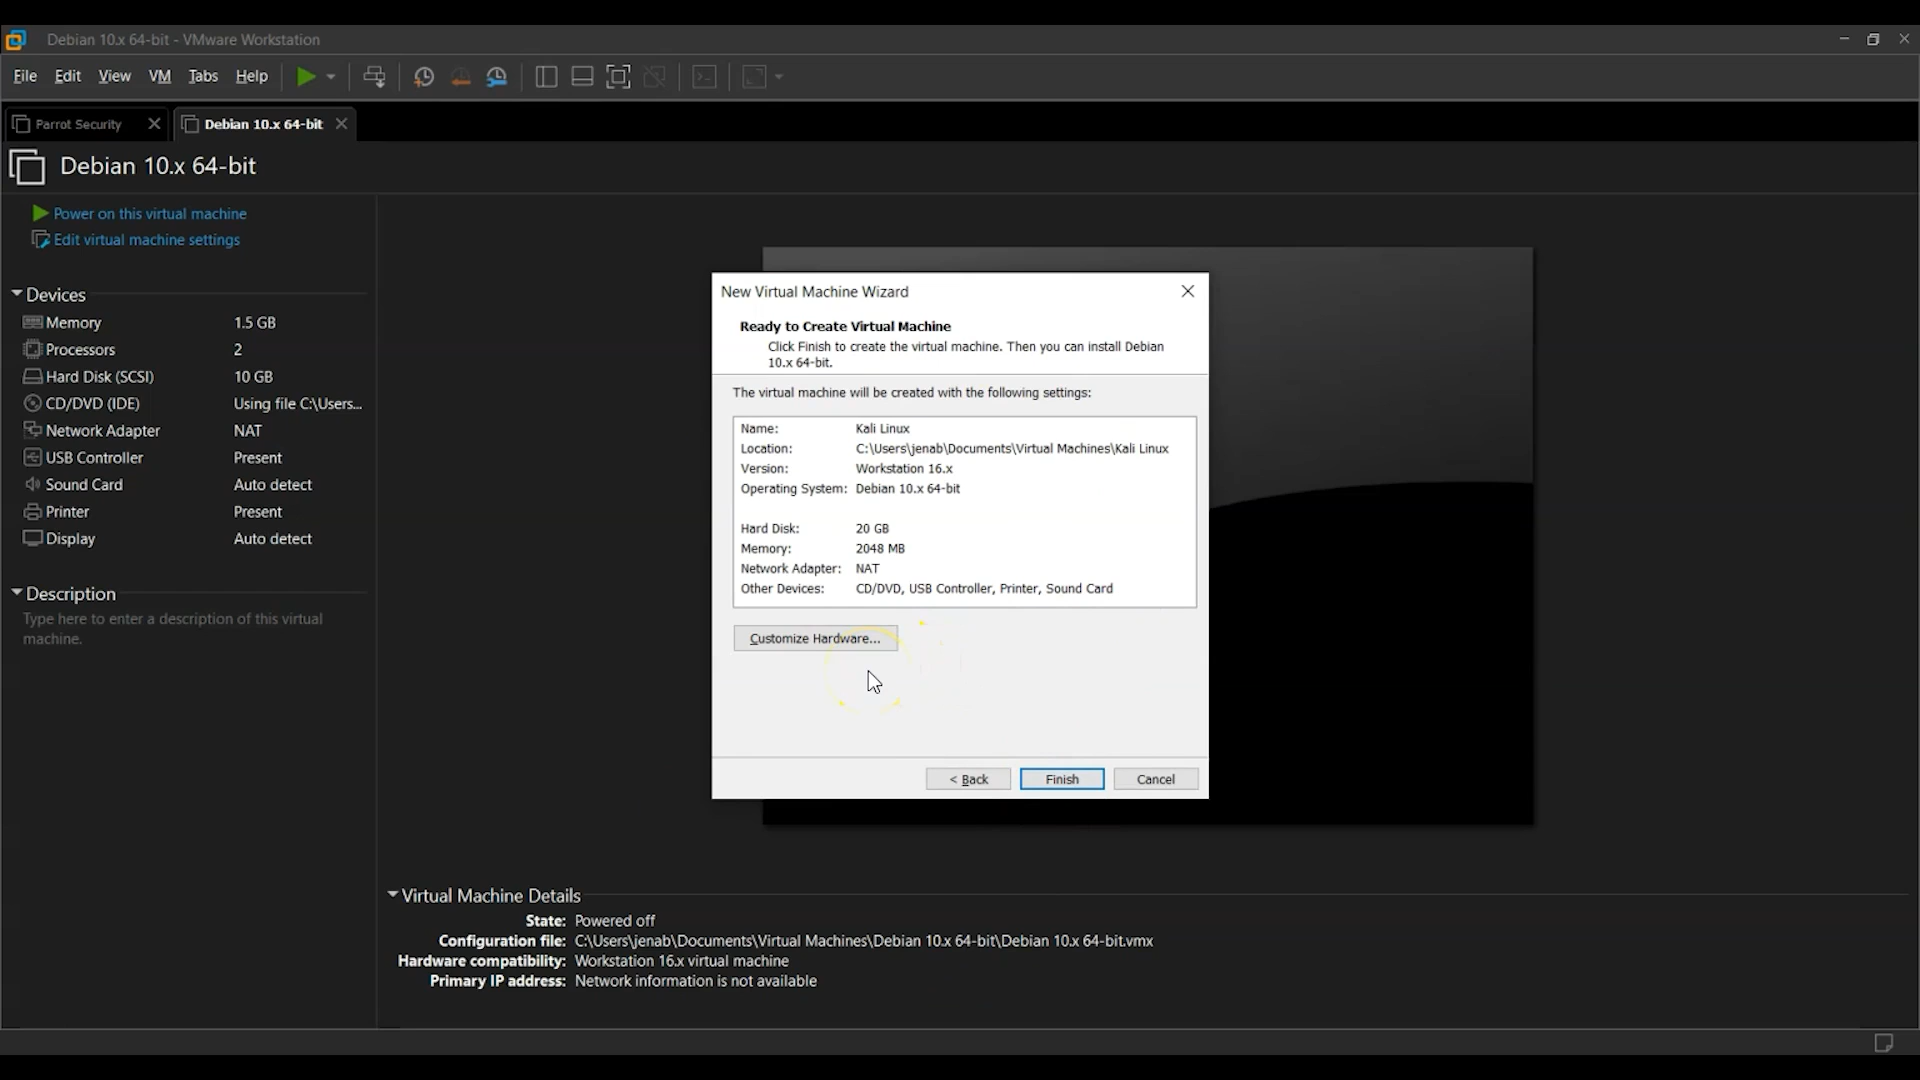 Debian 10.x 64-bit - VMware Workstation
File Edit View VM Tabs Help
Parrot Security
Debian 10.x 64-bit
Debian 10.x 64-bit
Power on this virtual machine
Edit virtual machine settings
Devices
Memory 1.5 GB
Processors 2
Hard Disk (SCSI) 10 GB
CD/DVD (IDE) Using file C:\Users...
Network Adapter NAT
USB Controller Present
Sound Card Auto detect
Printer Present
Display Auto detect
Description
Type here to enter a description of this virtual
machine.
New Virtual Machine Wizard
Ready to Create Virtual Machine
Click Finish to create the virtual machine. Then you can install Debian
10.x 64-bit.
The virtual machine will be created with the following settings:
Name: Kali Linux
Location: C:\Users\jenab\Documents\Virtual Machines\Kali Linux
Version: Workstation 16.x
Operating System: Debian 10.x 64-bit
Hard Disk: 20 GB
Memory: 2048 MB
Network Adapter: NAT
Other Devices: CD/DVD, USB Controller, Printer, Sound Card
Customize Hardware...
< Back Finish Cancel
Virtual Machine Details
State: Powered off
Configuration file: C:\Users\jenab\Documents\Virtual Machines\Debian 10.x 64-bit\Debian 10.x 64-bit.vmx
Hardware compatibility: Workstation 16.x virtual machine
Primary IP address: Network information is not available